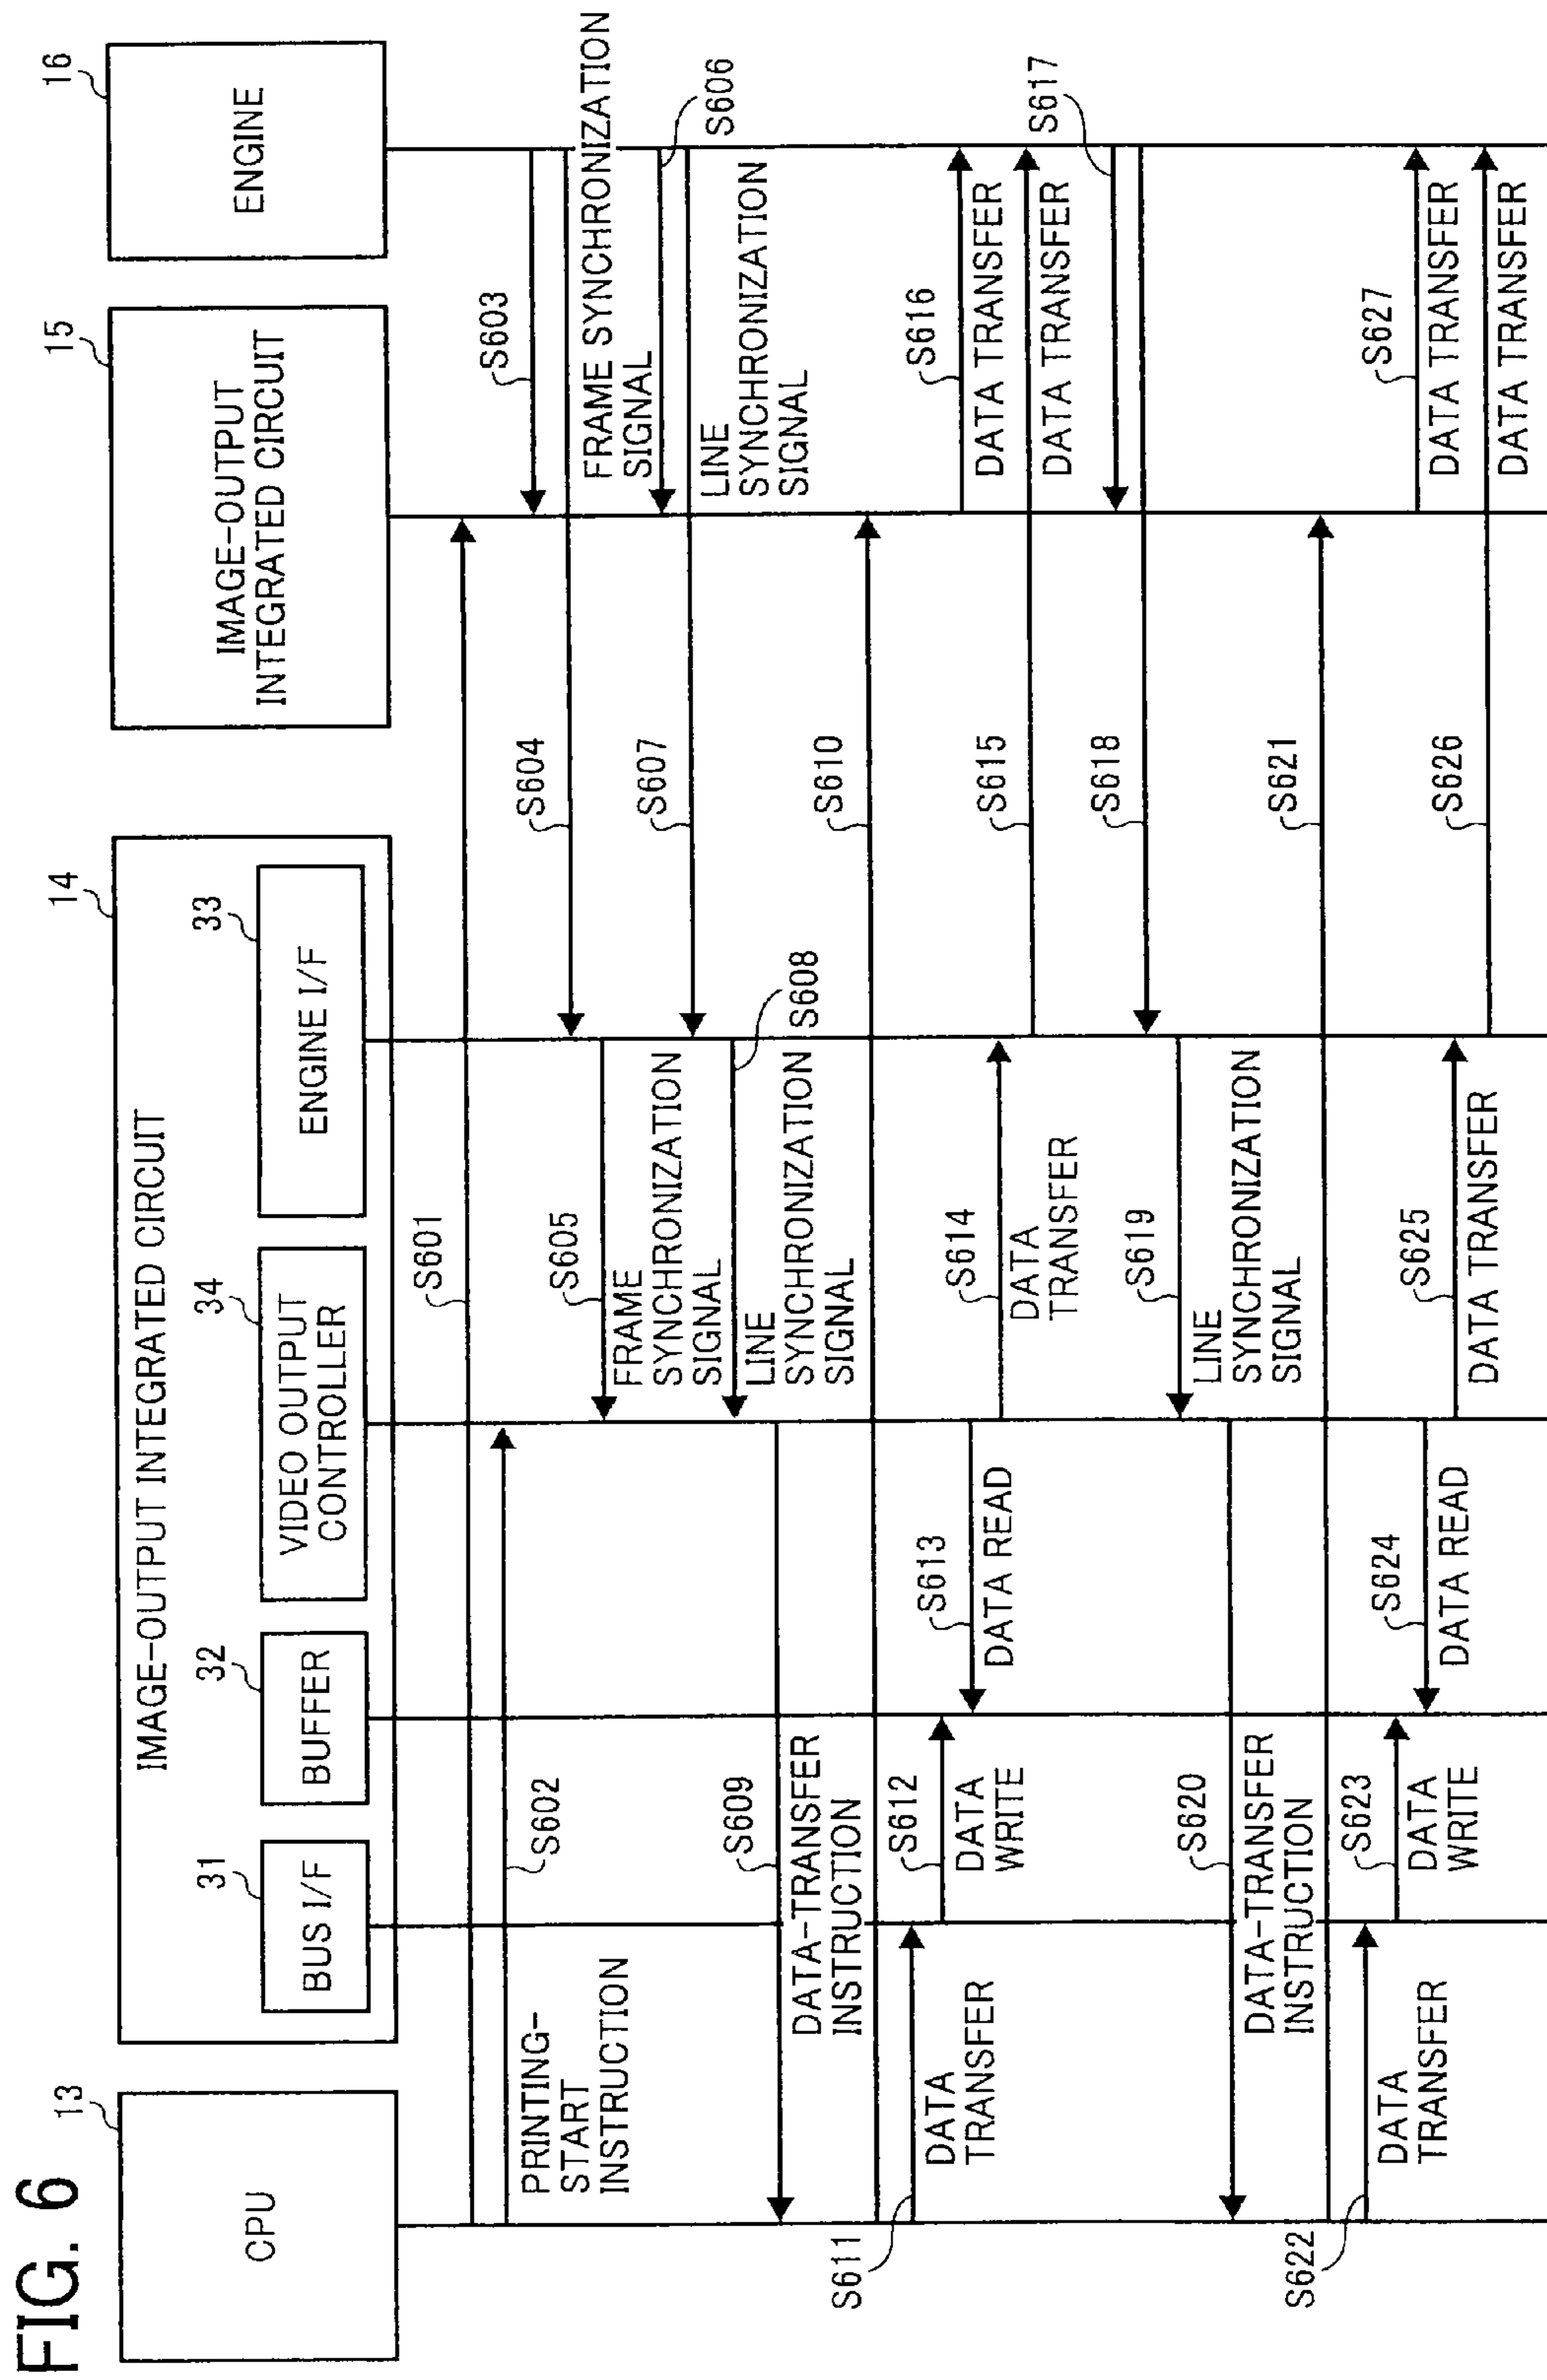 FIG. 6
13
CPU
14
IMAGE-OUTPUT INTEGRATED CIRCUIT
31
BUS I/F
32
BUFFER
34
VIDEO OUTPUT
CONTROLLER
33
ENGINE I/F
15
IMAGE-OUTPUT
INTEGRATED CIRCUIT
16
ENGINE
S601
S602
PRINTING-
START
INSTRUCTION
S603
S604
FRAME SYNCHRONIZATION
SIGNAL
S605
FRAME
SYNCHRONIZATION
SIGNAL
S606
S607
LINE
SYNCHRONIZATION
SIGNAL
S608
LINE
SYNCHRONIZATION
SIGNAL
S609
DATA-TRANSFER
INSTRUCTION
S610
S611
DATA
TRANSFER
S612
DATA
WRITE
S613
DATA READ
S614
DATA
TRANSFER
S615
S616
DATA TRANSFER
DATA TRANSFER
S617
S618
S619
LINE
SYNCHRONIZATION
SIGNAL
S620
DATA-TRANSFER
INSTRUCTION
S621
S622
DATA
TRANSFER
S623
DATA
WRITE
S624
DATA READ
S625
DATA TRANSFER
S626
S627
DATA TRANSFER
DATA TRANSFER